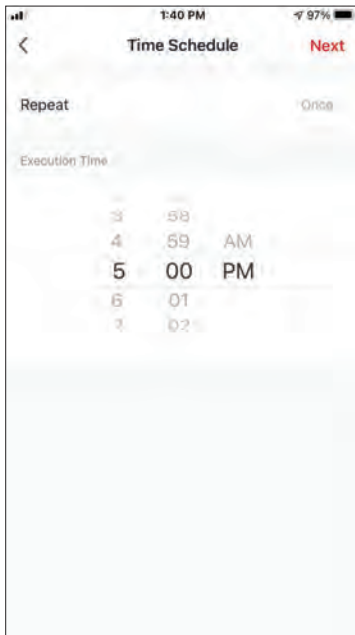 1:40 PM 97%
Time Schedule Next
Repeat Once
Execution Time
3 58
4 59 AM
5 00 PM
6 01
7 02